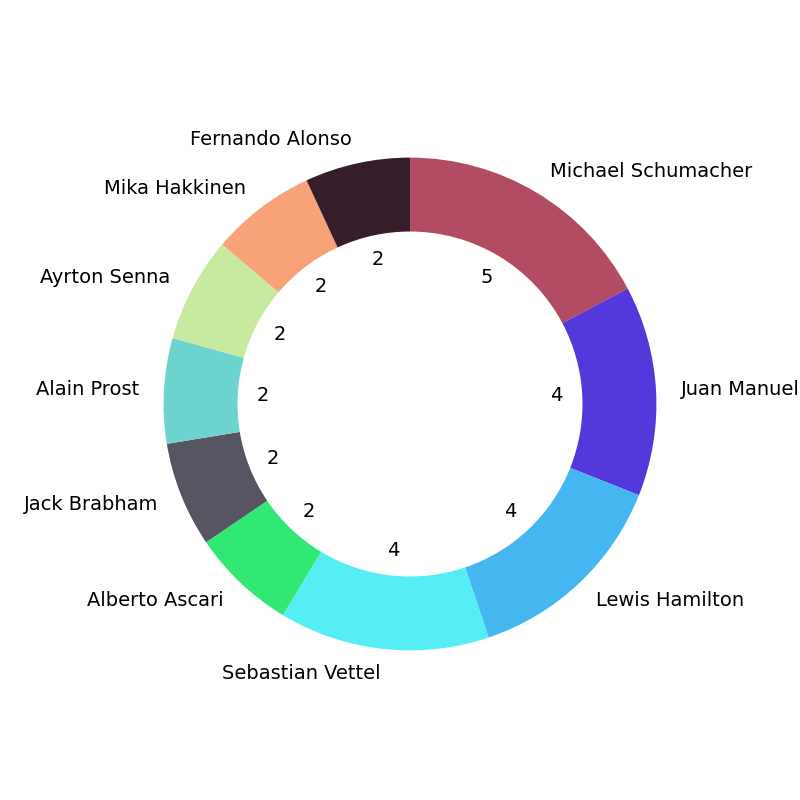 Fernando Alonso
Michael Schumacher
Mika Hakkinen
2
5
2
Ayrton Senna
2
Alain Prost
2
4
Juan Manuel
2
Jack Brabham
2
4
4
Alberto Ascari
Lewis Hamilton
Sebastian Vettel